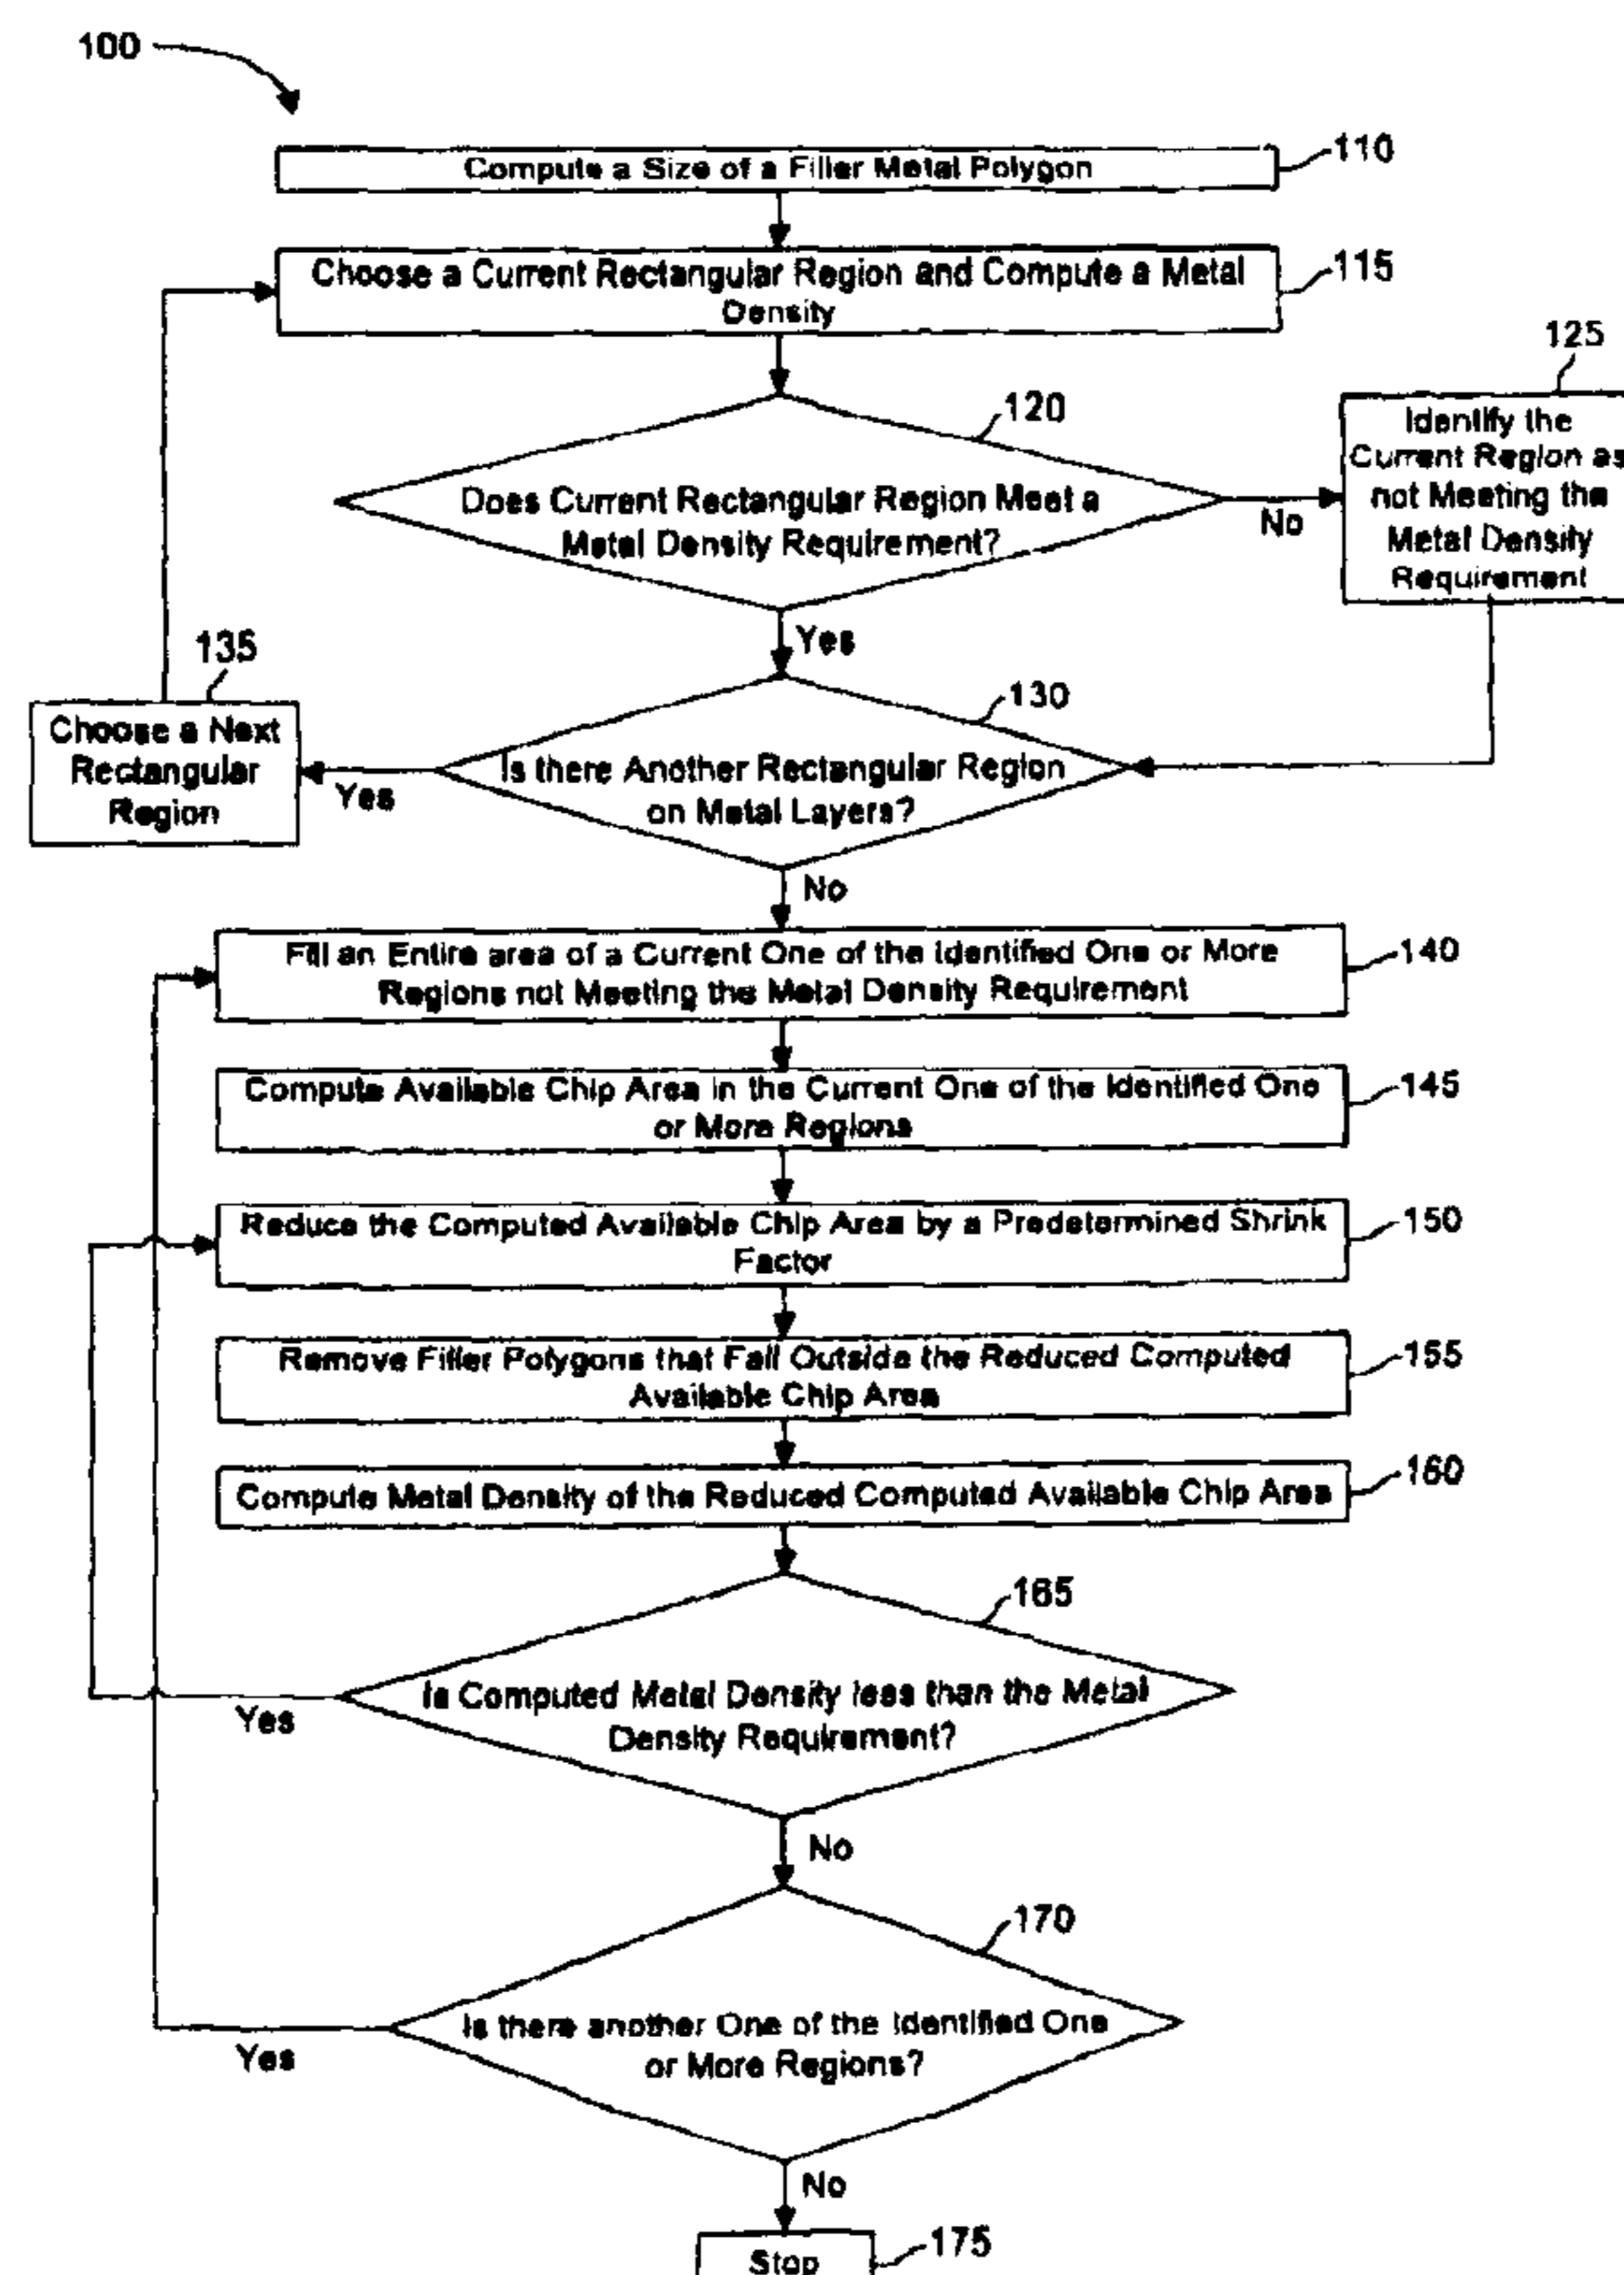 100
Compute a Size of a Filler Metal Polygon
110
Choose a Current Rectangular Region and Compute a Metal
Density
115
120
Does Current Rectangular Region Meet a
Metal Density Requirement?
No
125
Identify the
Current Region as
not Meeting the
Metal Density
Requirement
Yes
130
Is there Another Rectangular Region
on Metal Layers?
Yes
135
Choose a Next
Rectangular
Region
No
Fill an Entire area of a Current One of the Identified One or More
Regions not Meeting the Metal Density Requirement
140
Compute Available Chip Area in the Current One of the Identified One
or More Regions
145
Reduce the Computed Available Chip Area by a Predetermined Shrink
Factor
150
Remove Filler Polygons that Fall Outside the Reduced Computed
Available Chip Area
155
Compute Metal Density of the Reduced Computed Available Chip Area
160
165
Is Computed Metal Density less than the Metal
Density Requirement?
Yes
No
170
Is there another One of the Identified One
or More Regions?
Yes
No
Stop
175